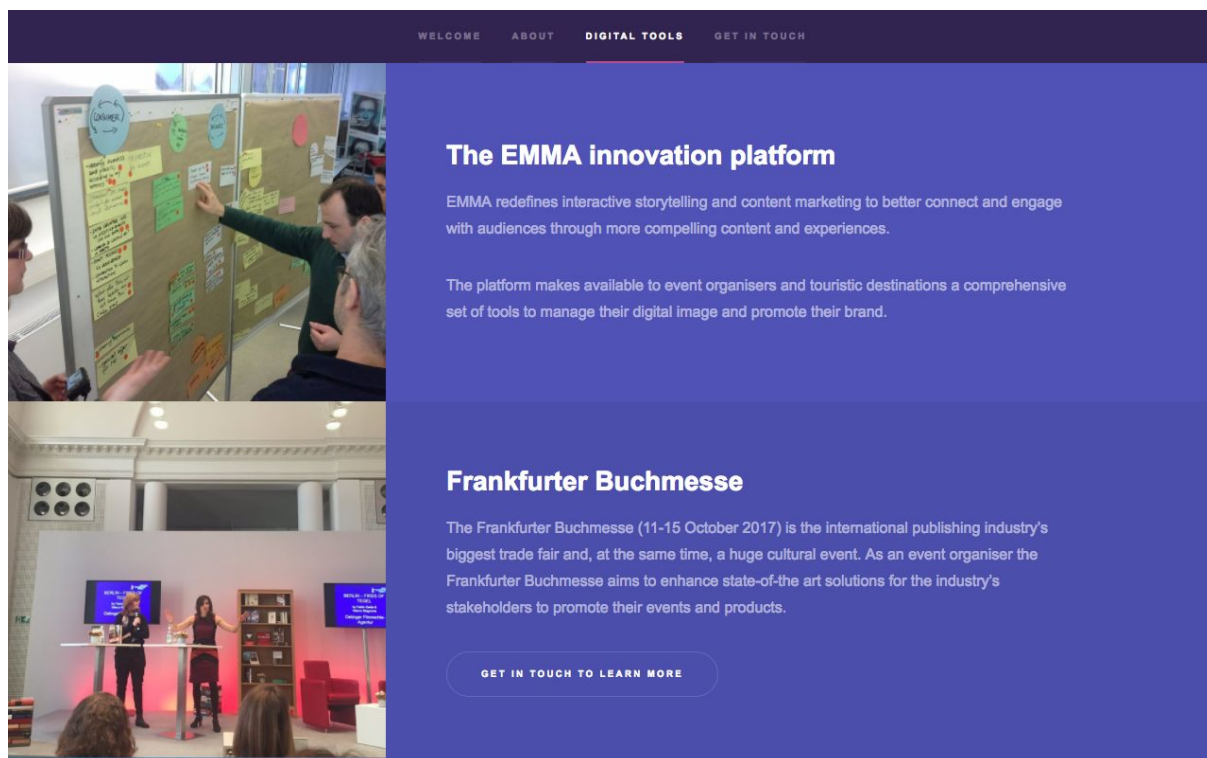 WELCOME ABOUT DIGITAL TOOLS GET IN TOUCH
CONSUMER
The EMMA innovation platform
EMMA redefines interactive storytelling and content marketing to better connect and engage
with audiences through more compelling content and experiences.
The platform makes available to event organisers and touristic destinations a comprehensive
set of tools to manage their digital image and promote their brand.
BERLIN - FIRES OF
TEGEL
Frankfurter Buchmesse
The Frankfurter Buchmesse (11-15 October 2017) is the international publishing industry's
biggest trade fair and, at the same time, a huge cultural event. As an event organiser the
Frankfurter Buchmesse aims to enhance state-of-the art solutions for the industry's
stakeholders to promote their events and products.
GET IN TOUCH TO LEARN MORE